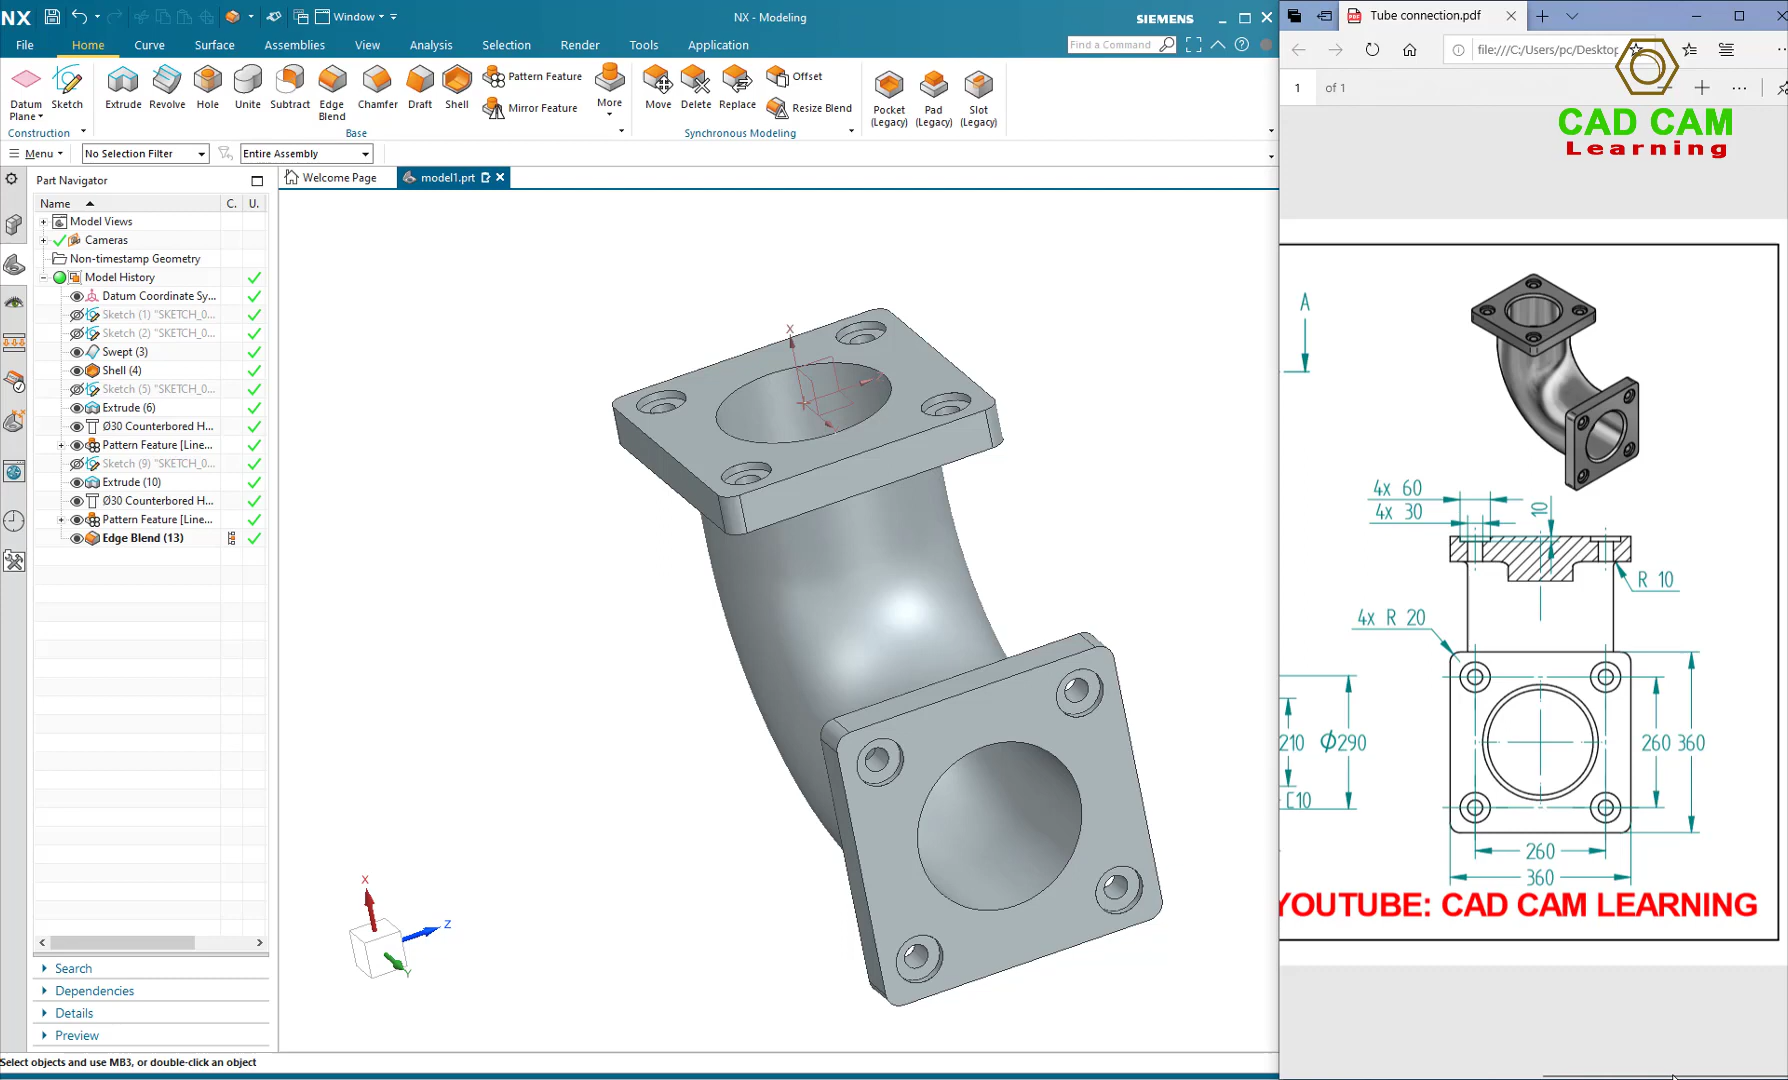 NX
Window
NX - Modeling
SIEMENS
File
Home
Curve
Surface
Assemblies
View
Analysis
Selection
Render
Tools
Application
Find a Command
Datum Plane
Sketch
Extrude
Revolve
Hole
Unite
Subtract
Edge Blend
Chamfer
Draft
Shell
Pattern Feature
Mirror Feature
More
Move
Delete
Replace
Offset
Resize Blend
Pocket (Legacy)
Pad (Legacy)
Slot (Legacy)
Construction
Base
Synchronous Modeling
Menu
No Selection Filter
Entire Assembly
Part Navigator
Welcome Page
model1.prt
Name
C.
U.
Model Views
Cameras
Non-timestamp Geometry
Model History
Datum Coordinate Sy...
Sketch (1) "SKETCH_0...
Sketch (2) "SKETCH_0...
Swept (3)
Shell (4)
Sketch (5) "SKETCH_0...
Extrude (6)
Ø30 Counterbored H...
Pattern Feature [Line...
Sketch (9) "SKETCH_0...
Extrude (10)
Ø30 Counterbored H...
Pattern Feature [Line...
Edge Blend (13)
Search
Dependencies
Details
Preview
Select objects and use MB3, or double-click an object
X
X
Z
Y
Tube connection.pdf
file:///C:/Users/pc/Desktop
1
of 1
CAD CAM
Learning
A
4x 60
4x 30
10
R 10
4x R 20
210
Φ290
260
360
10
260
360
YOUTUBE: CAD CAM LEARNING